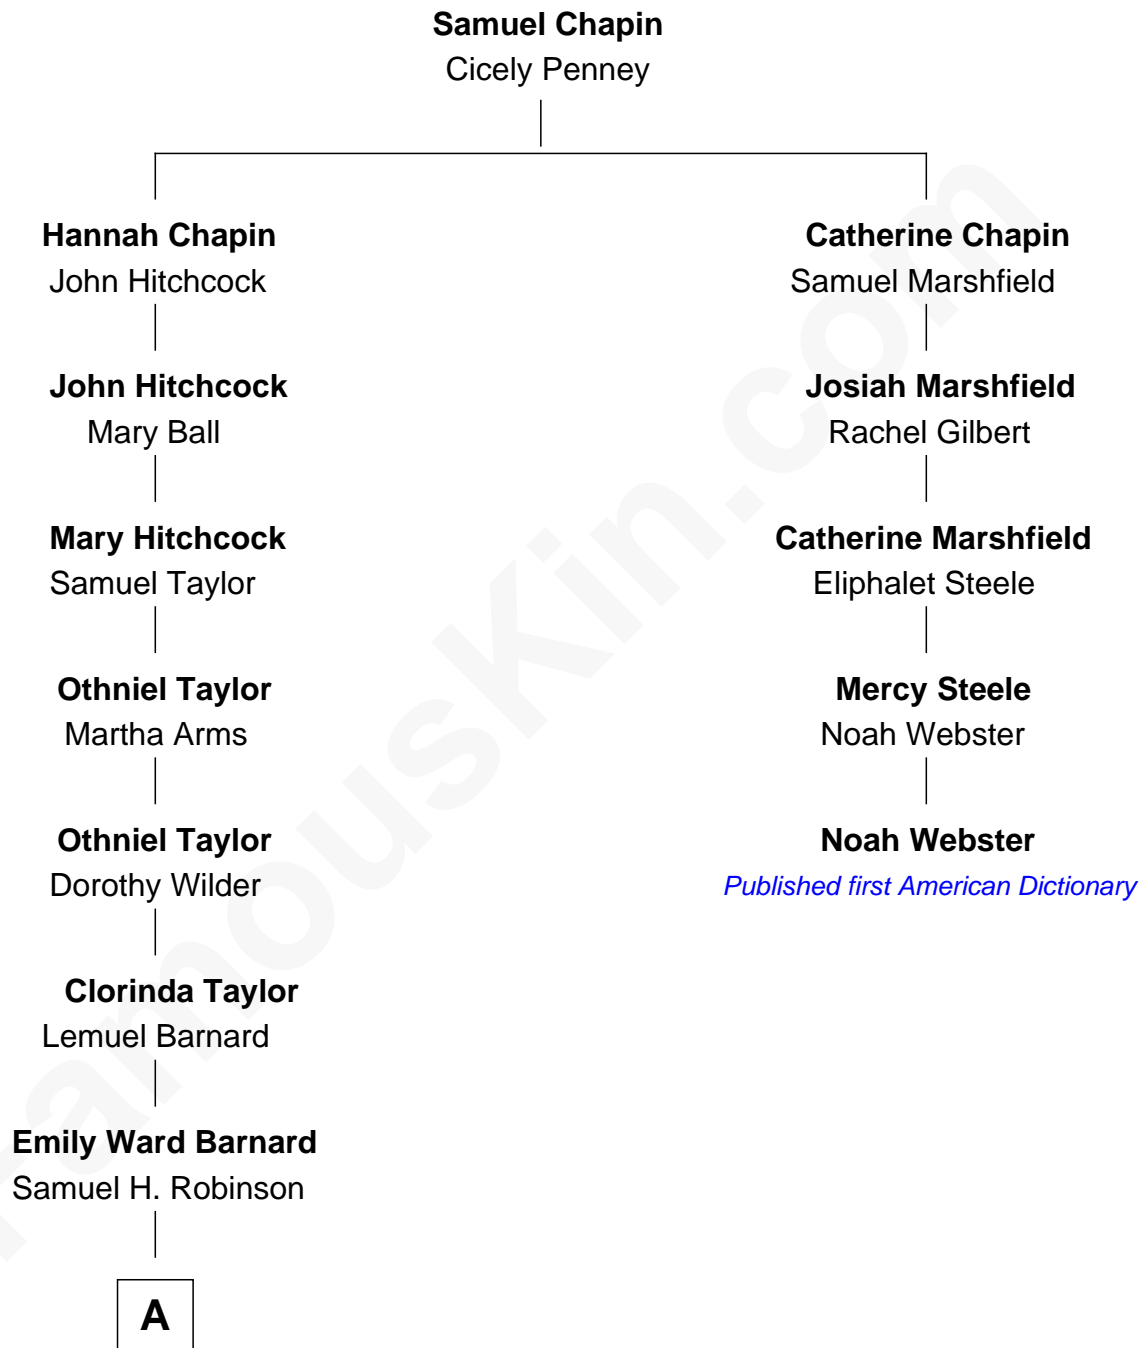 Samuel Chapin
Cicely Penney
Hannah Chapin
John Hitchcock
John Hitchcock
Mary Ball
Mary Hitchcock
Samuel Taylor
Othniel Taylor
Martha Arms
Othniel Taylor
Dorothy Wilder
Clorinda Taylor
Lemuel Barnard
Emily Ward Barnard
Samuel H. Robinson
A
Catherine Chapin
Samuel Marshfield
Josiah Marshfield
Rachel Gilbert
Catherine Marshfield
Eliphalet Steele
Mercy Steele
Noah Webster
Noah Webster
Published first American Dictionary
FamousKin.com